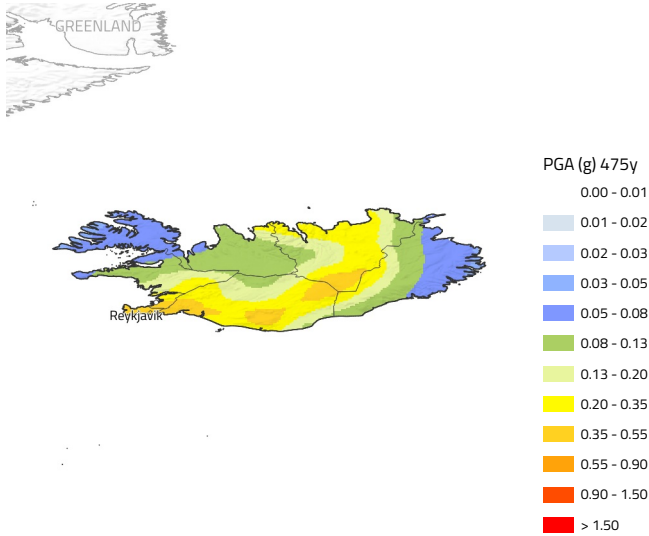 GREENLAND
PGA (g) 475y
0.00 - 0.01
0.01 - 0.02
0.02 - 0.03
0.03 - 0.05
0.05 - 0.08
0.08 - 0.13
0.13 - 0.20
0.20 - 0.35
0.35 - 0.55
0.55 - 0.90
0.90 - 1.50
> 1.50
Reykjavik